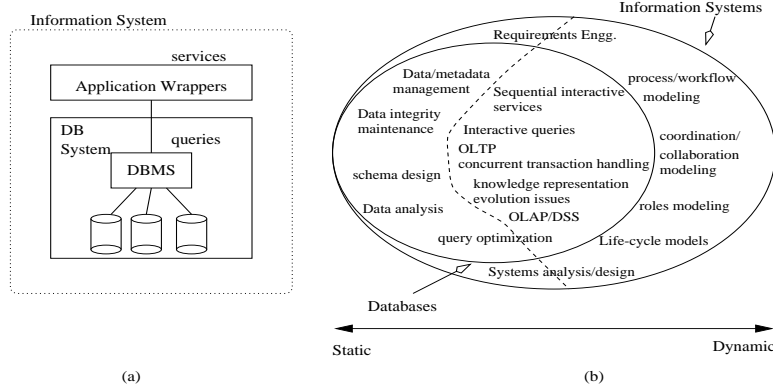 Information System
services
Application Wrappers
DB
System
queries
DBMS
(a)
Information Systems
Requirements Engg.
Data/metadata
management
process/workflow
modeling
Sequential interactive
services
Data integrity
maintenance
Interactive queries
coordination/
collaboration
modeling
OLTP
concurrent transaction handling
schema design
knowledge representation
evolution issues
roles modeling
Data analysis
OLAP/DSS
query optimization
Life-cycle models
Systems analysis/design
Databases
Static
Dynamic
(b)